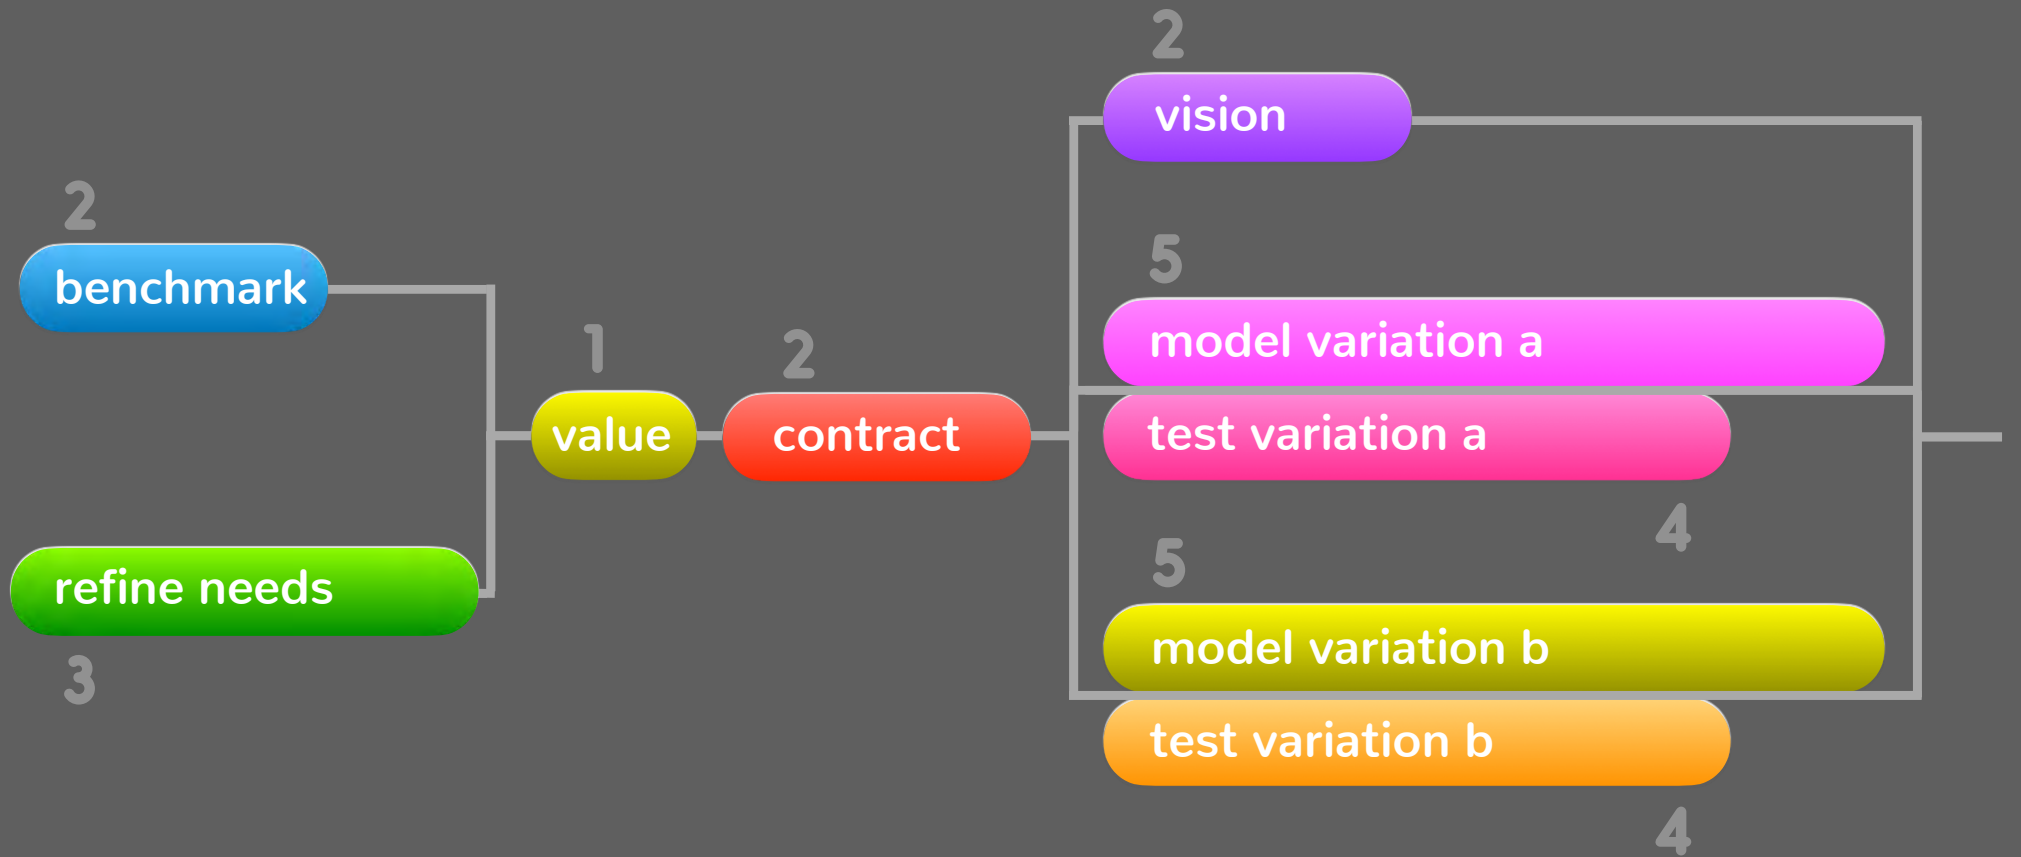 2
vision
2
benchmark
5
model variation a
1
value
2
contract
test variation a
4
refine needs
3
5
model variation b
test variation b
4